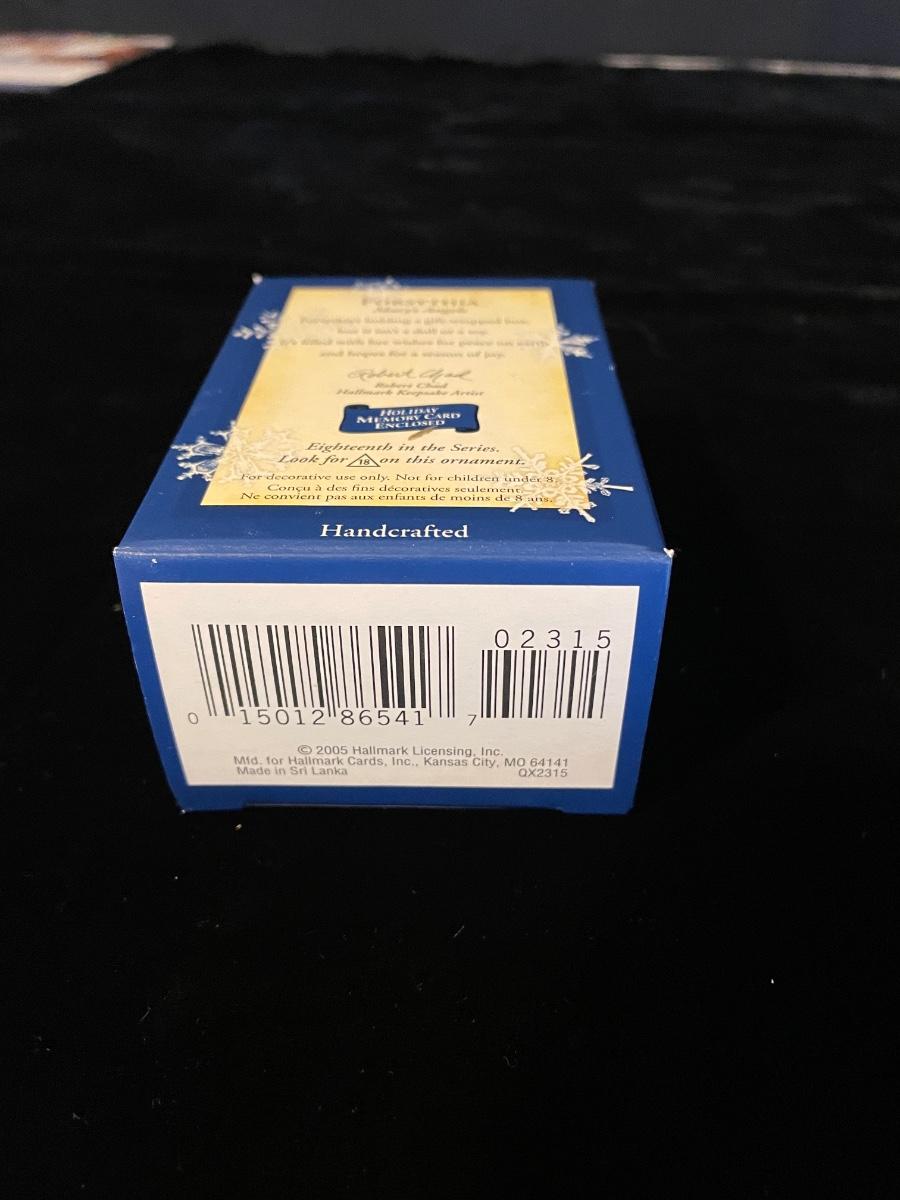 FORSYTHIA
Mary's Angels
Forsythia's holding a gift-wrapped box,
but it isn't a doll or a toy.
It's filled with her wishes for peace on earth
and hopes for a season of joy.
Robert Chad
Robert Chad
Hallmark Keepsake Artist
HOLIDAY
MEMORY CARD
ENCLOSED
Eighteenth in the Series.
Look for 18 on this ornament.
For decorative use only. Not for children under 8.
Conçu à des fins décoratives seulement.
Ne convient pas aux enfants de moins de 8 ans.
Handcrafted
02315
0 15012 86541 7
© 2005 Hallmark Licensing, Inc.
Mfd. for Hallmark Cards, Inc., Kansas City, MO 64141
Made in Sri Lanka QX2315